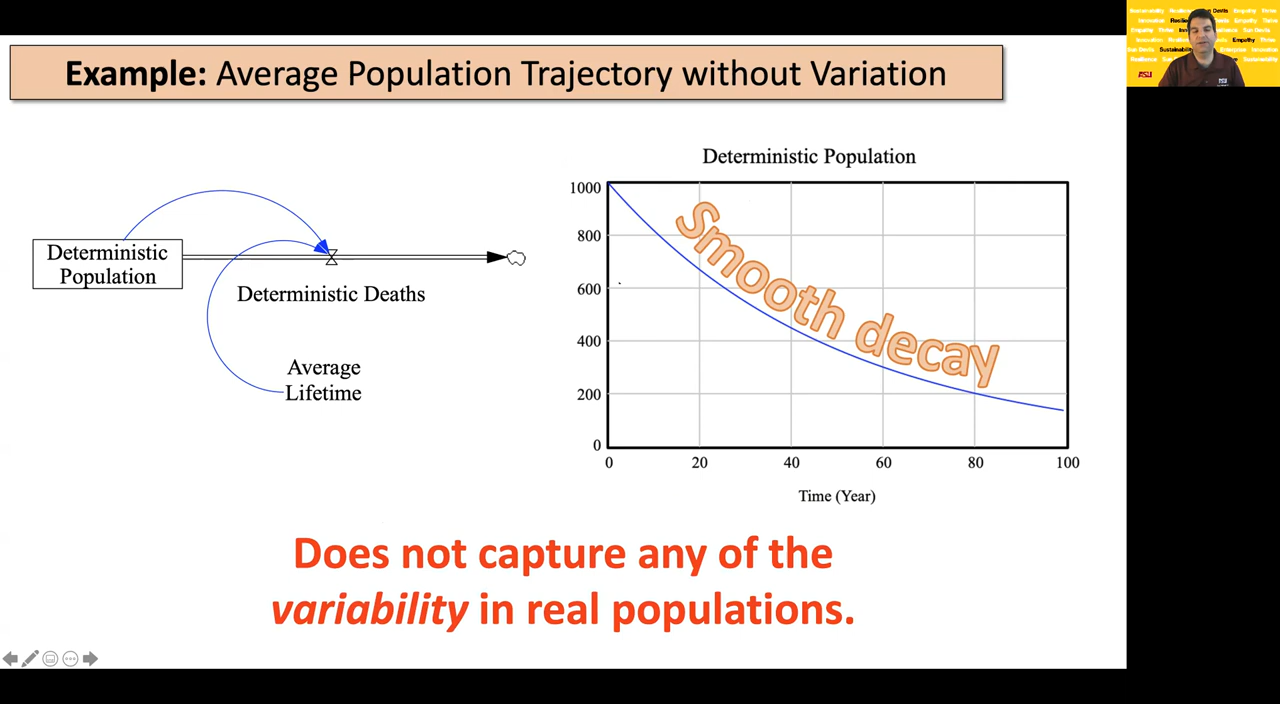 Example: Average Population Trajectory without Variation
Deterministic
Population
Deterministic Deaths
Average
Lifetime
Deterministic Population
1000
800
600
400
200
0
0 20 40 60 80 100
Time (Year)
Smooth decay
Does not capture any of the
variability in real populations.
ASU